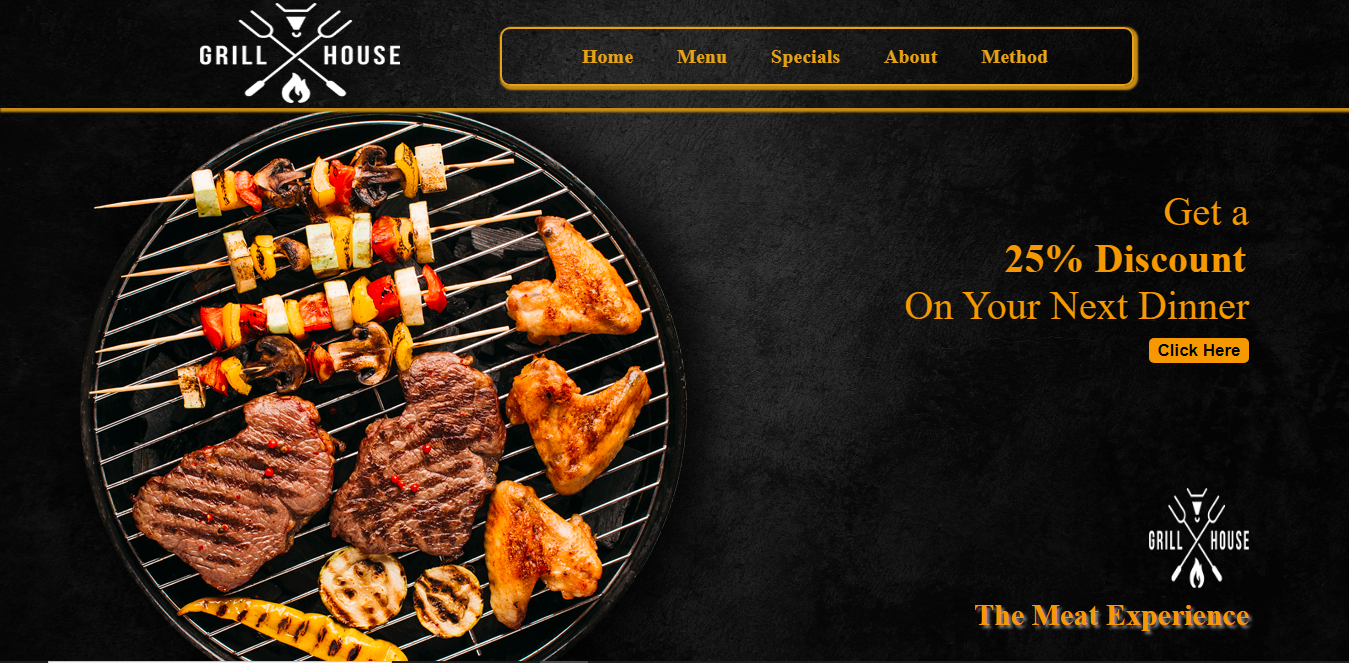 GRILL HOUSE
Home Menu Specials About Method
Get a
25% Discount
On Your Next Dinner
Click Here
GRILL HOUSE
The Meat Experience